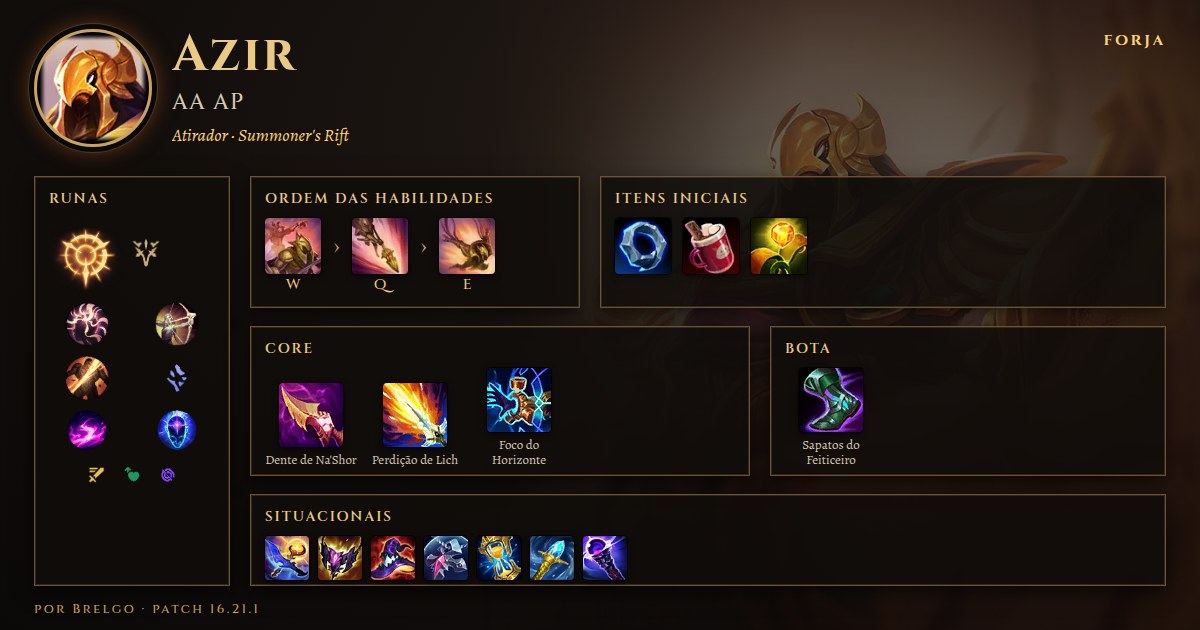 AZIR
AA AP
Atirador · Summoner's Rift
FORJA
RUNAS
ORDEM DAS HABILIDADES
W
Q
E
ITENS INICIAIS
CORE
Dente de Na'Shor
Perdição de Lich
Foco do
Horizonte
BOTA
Sapatos do
Feiticeiro
SITUACIONAIS
POR BRELGO · PATCH 16.21.1